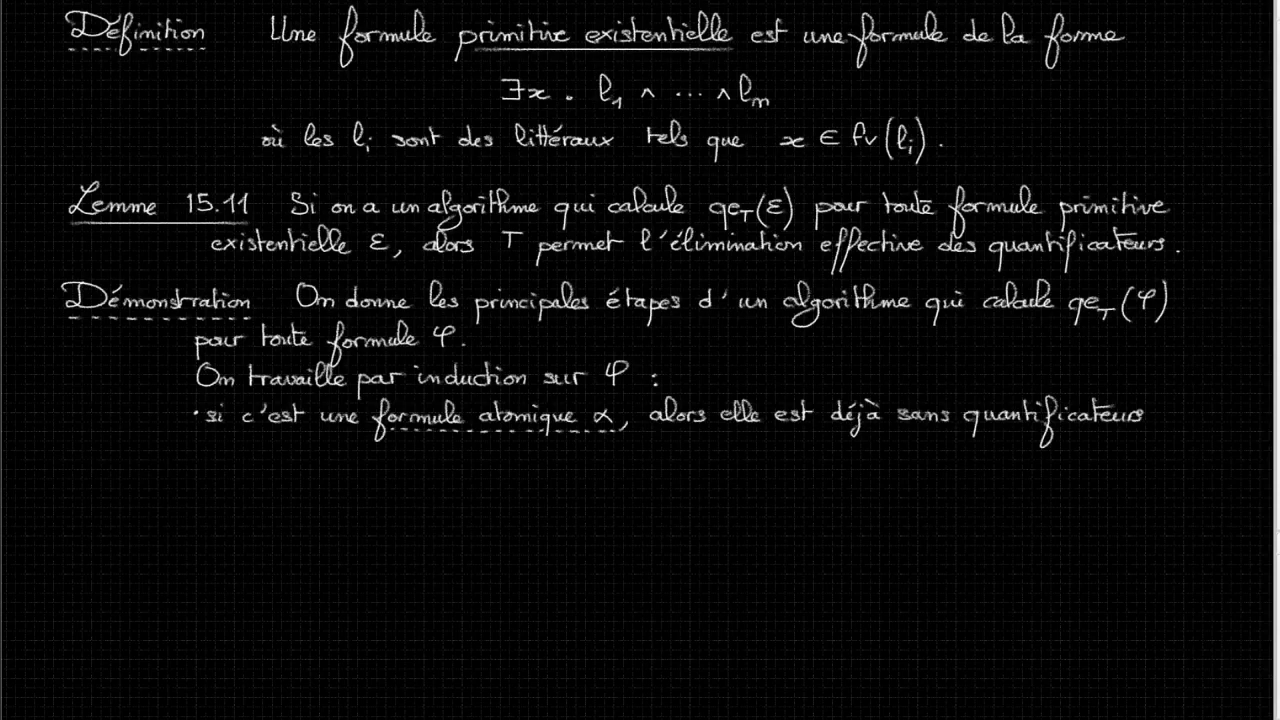 Définition Une formule primitive existentielle est une formule de la forme
∃x . l₁ ∧ ⋯ ∧ lₘ
où les lᵢ sont des littéraux tels que x ∈ fv(lᵢ).
Lemme 15.11 Si on a un algorithme qui calcule qe_T(ε) pour toute formule primitive
existentielle ε, alors T permet l'élimination effective des quantificateurs.
Démonstration On donne les principales étapes d'un algorithme qui calcule qe_T(φ)
pour toute formule φ.
On travaille par induction sur φ :
• si c'est une formule atomique α, alors elle est déjà sans quantificateurs